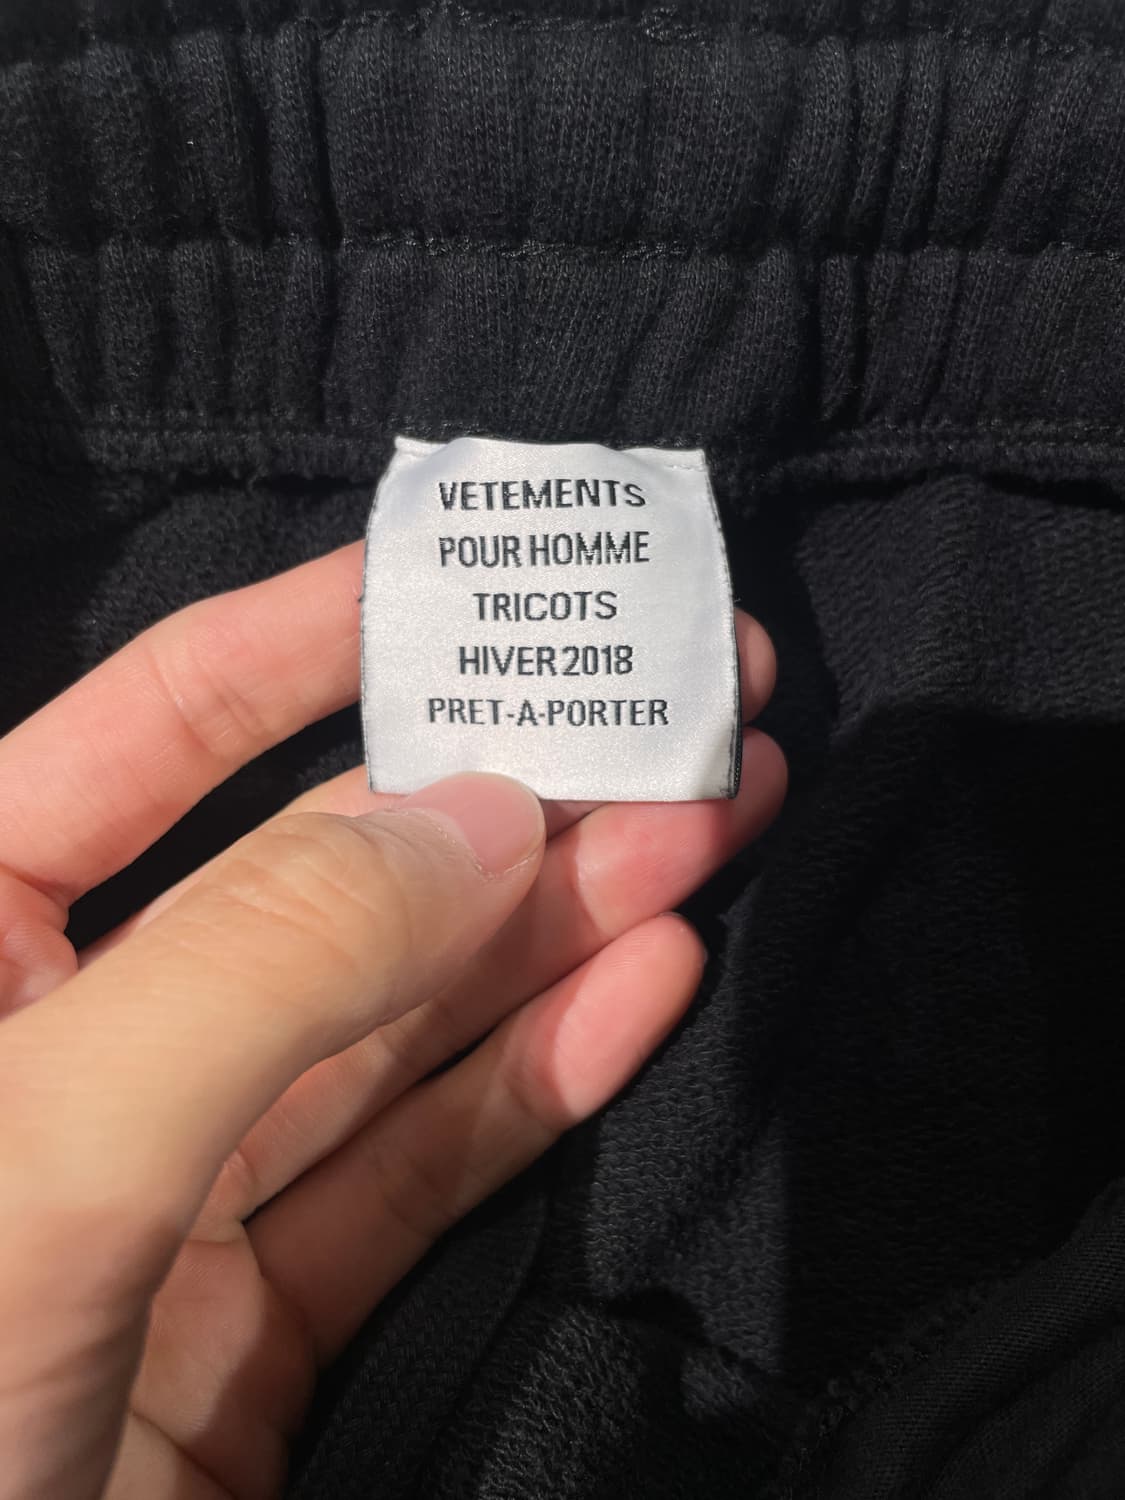 VETEMENTS
POUR HOMME
TRICOTS
HIVER 2018
PRET-A-PORTER